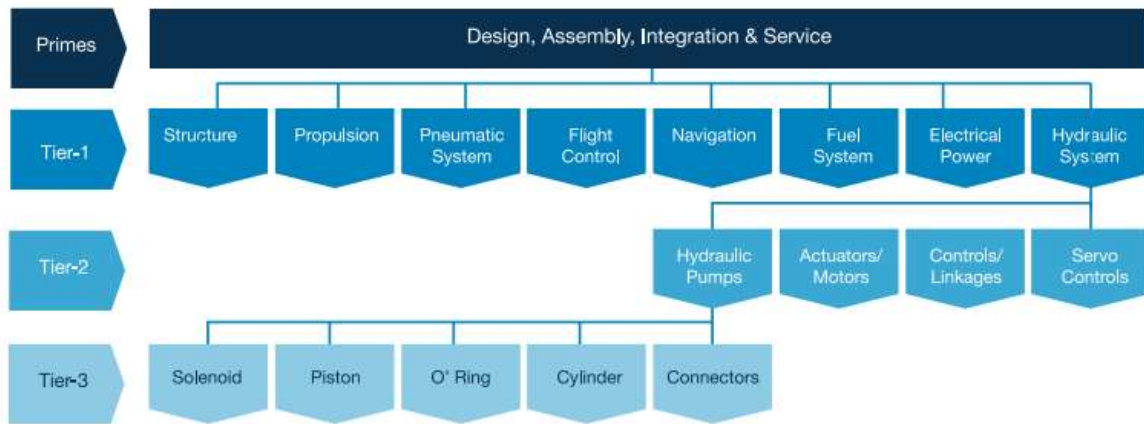 Primes
Design, Assembly, Integration & Service
Tier-1
Structure
Propulsion
Pneumatic
System
Flight
Control
Navigation
Fuel
System
Electrical
Power
Hydraulic
System
Tier-2
Hydraulic
Pumps
Actuators/
Motors
Controls/
Linkages
Servo
Controls
Tier-3
Solenoid
Piston
O' Ring
Cylinder
Connectors